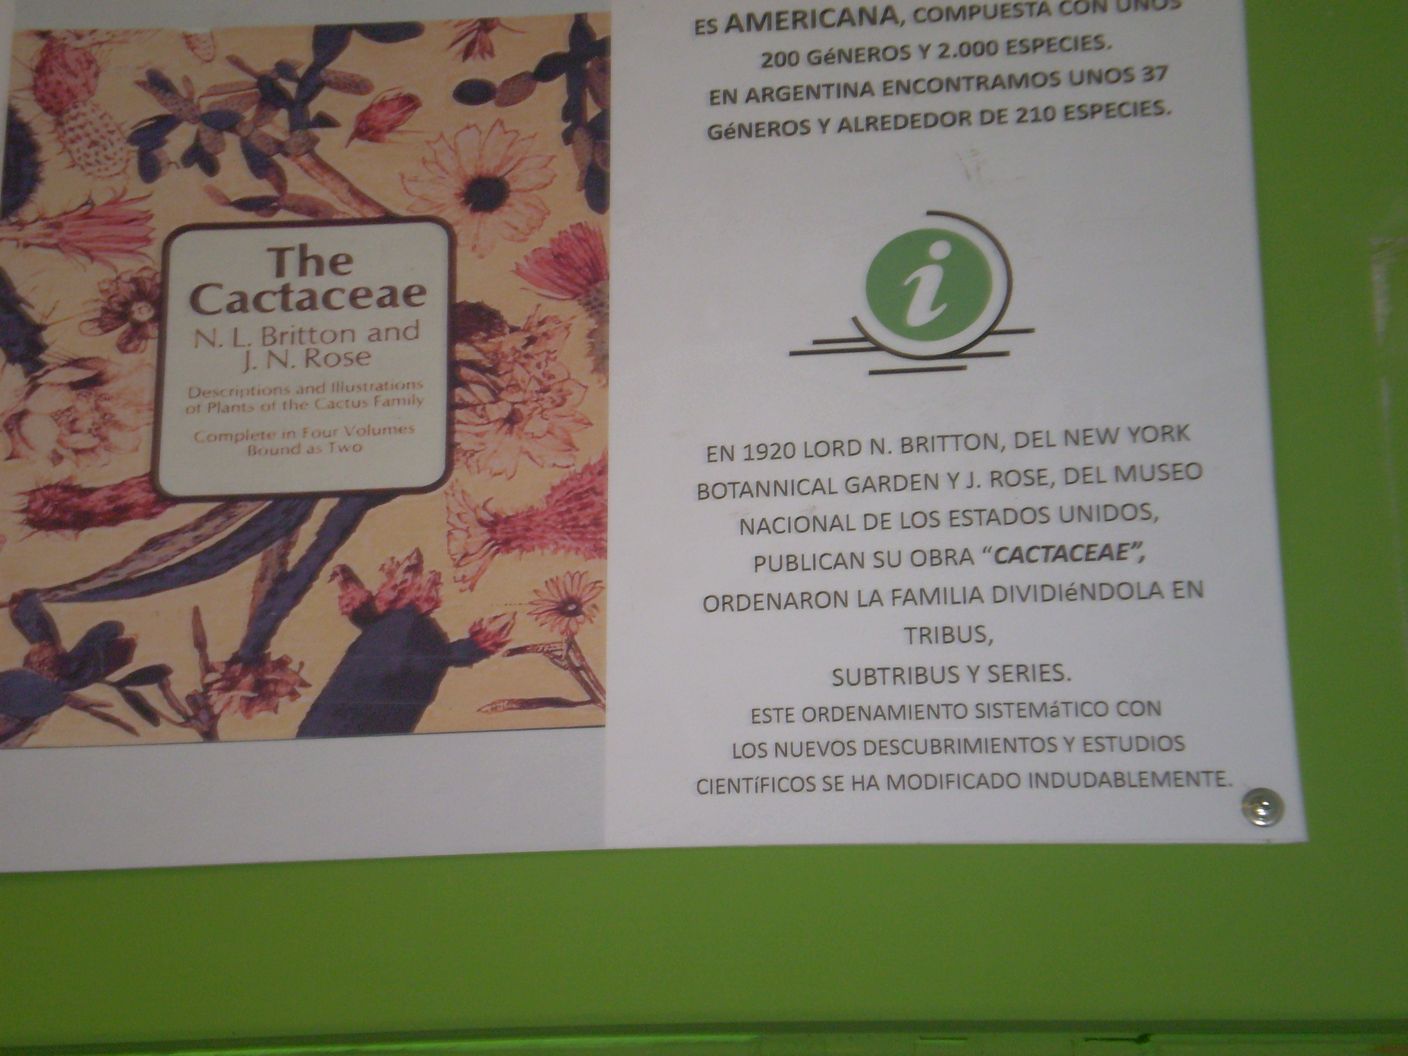 The
Cactaceae
N. L. Britton and
J. N. Rose
Descriptions and Illustrations
of Plants of the Cactus Family
Complete in Four Volumes
Bound as Two
ES AMERICANA, COMPUESTA CON UNOS
200 GéNEROS Y 2.000 ESPECIES.
EN ARGENTINA ENCONTRAMOS UNOS 37
GéNEROS Y ALREDEDOR DE 210 ESPECIES.
i
EN 1920 LORD N. BRITTON, DEL NEW YORK
BOTANNICAL GARDEN Y J. ROSE, DEL MUSEO
NACIONAL DE LOS ESTADOS UNIDOS,
PUBLICAN SU OBRA “CACTACEAE”,
ORDENARON LA FAMILIA DIVIDIéNDOLA EN
TRIBUS,
SUBTRIBUS Y SERIES.
ESTE ORDENAMIENTO SISTEMáTICO CON
LOS NUEVOS DESCUBRIMIENTOS Y ESTUDIOS
CIENTíFICOS SE HA MODIFICADO INDUDABLEMENTE.